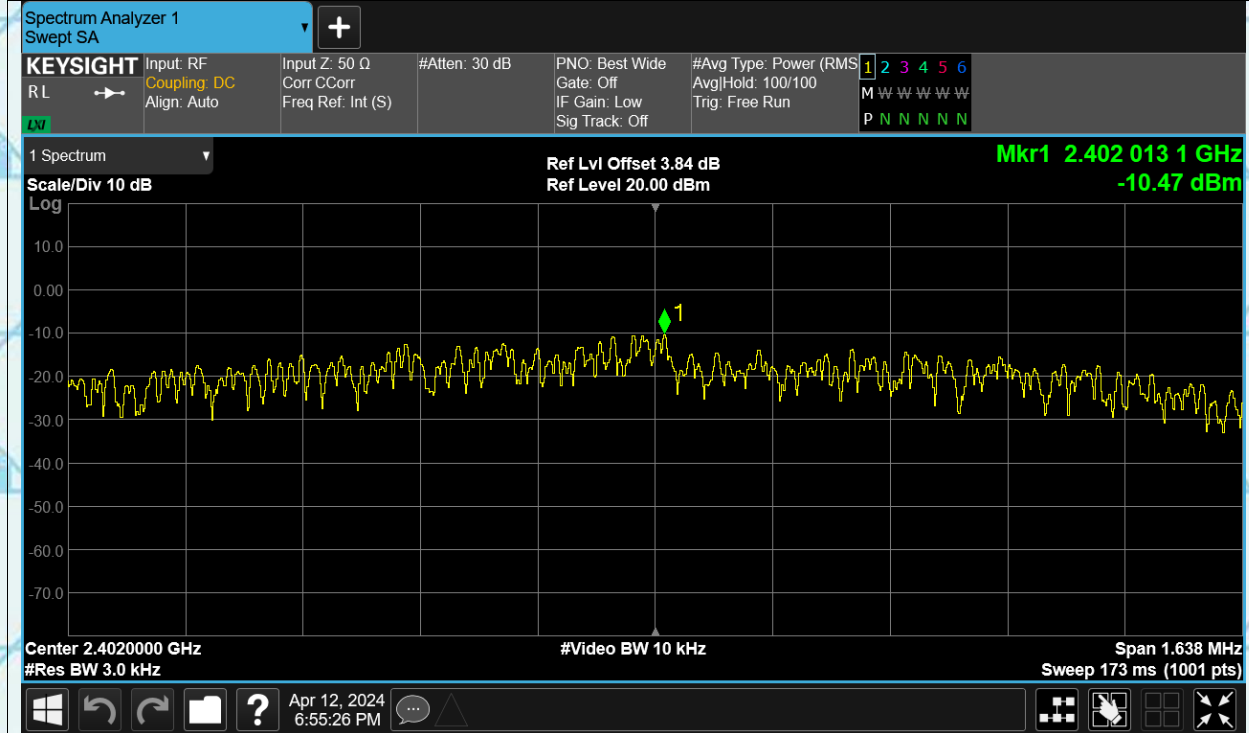 Spectrum Analyzer 1
Swept SA
KEYSIGHT
R L
LXI
Input: RF
Coupling: DC
Align: Auto
Input Z: 50 Ω
Corr CCorr
Freq Ref: Int (S)
#Atten: 30 dB
PNO: Best Wide
Gate: Off
IF Gain: Low
Sig Track: Off
#Avg Type: Power (RMS
Avg|Hold: 100/100
Trig: Free Run
1 2 3 4 5 6
M W W W W W W
P N N N N N N
1 Spectrum
Scale/Div 10 dB
Log
Ref Lvl Offset 3.84 dB
Ref Level 20.00 dBm
Mkr1 2.402 013 1 GHz
-10.47 dBm
1
10.0
0.00
-10.0
-20.0
-30.0
-40.0
-50.0
-60.0
-70.0
Center 2.4020000 GHz
#Res BW 3.0 kHz
#Video BW 10 kHz
Span 1.638 MHz
Sweep 173 ms (1001 pts)
?
Apr 12, 2024
6:55:26 PM